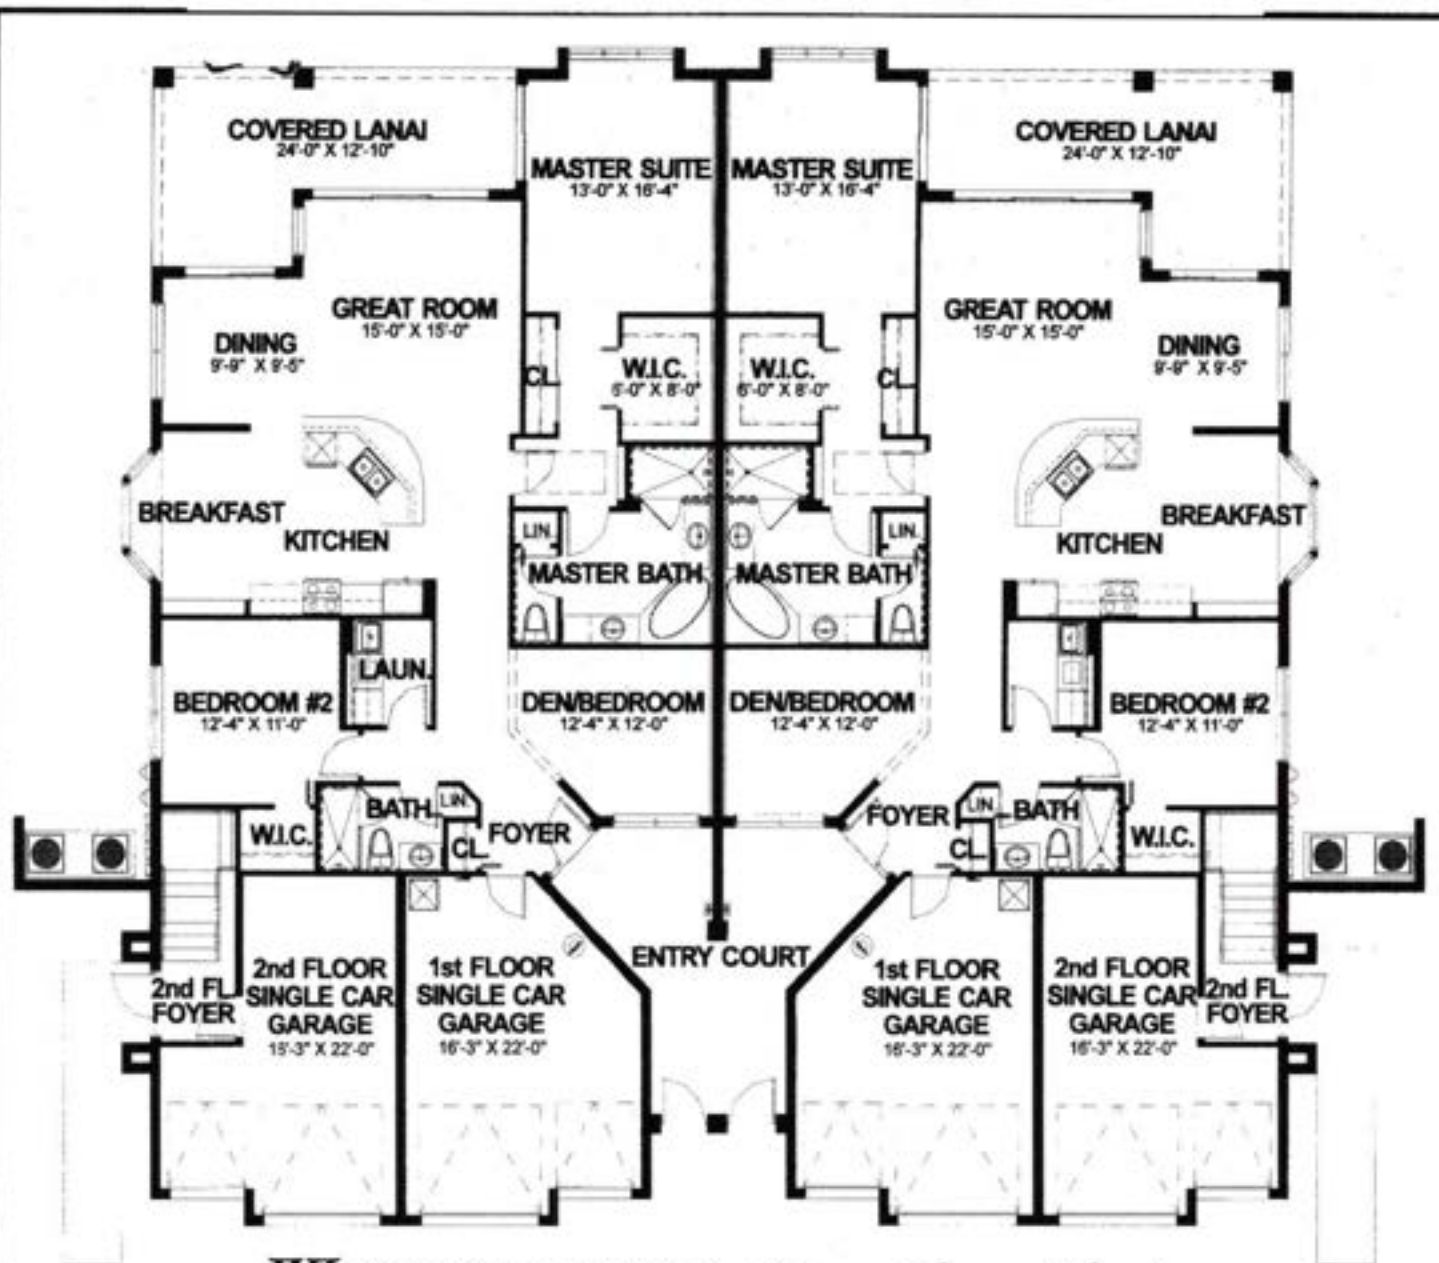 COVERED LANAI
24'-0" X 12'-10"
MASTER SUITE
13'-0" X 16'-4"
MASTER SUITE
13'-0" X 16'-4"
COVERED LANAI
24'-0" X 12'-10"
GREAT ROOM
15'-0" X 15'-0"
GREAT ROOM
15'-0" X 15'-0"
DINING
9'-9" X 9'-5"
DINING
9'-9" X 9'-5"
CL.
W.I.C.
6'-0" X 8'-0"
W.I.C.
6'-0" X 8'-0"
CL.
BREAKFAST
KITCHEN
LIN.
MASTER BATH
MASTER BATH
LIN.
KITCHEN
BREAKFAST
LAUN.
BEDROOM #2
12'-4" X 11'-0"
DEN/BEDROOM
12'-4" X 12'-0"
DEN/BEDROOM
12'-4" X 12'-0"
BEDROOM #2
12'-4" X 11'-0"
W.I.C.
BATH
LIN.
CL.
FOYER
FOYER
LIN.
CL.
BATH
W.I.C.
ENTRY COURT
2nd FL.
FOYER
2nd FLOOR
SINGLE CAR
GARAGE
15'-3" X 22'-0"
1st FLOOR
SINGLE CAR
GARAGE
16'-3" X 22'-0"
1st FLOOR
SINGLE CAR
GARAGE
16'-3" X 22'-0"
2nd FLOOR
SINGLE CAR
GARAGE
16'-3" X 22'-0"
2nd FL.
FOYER